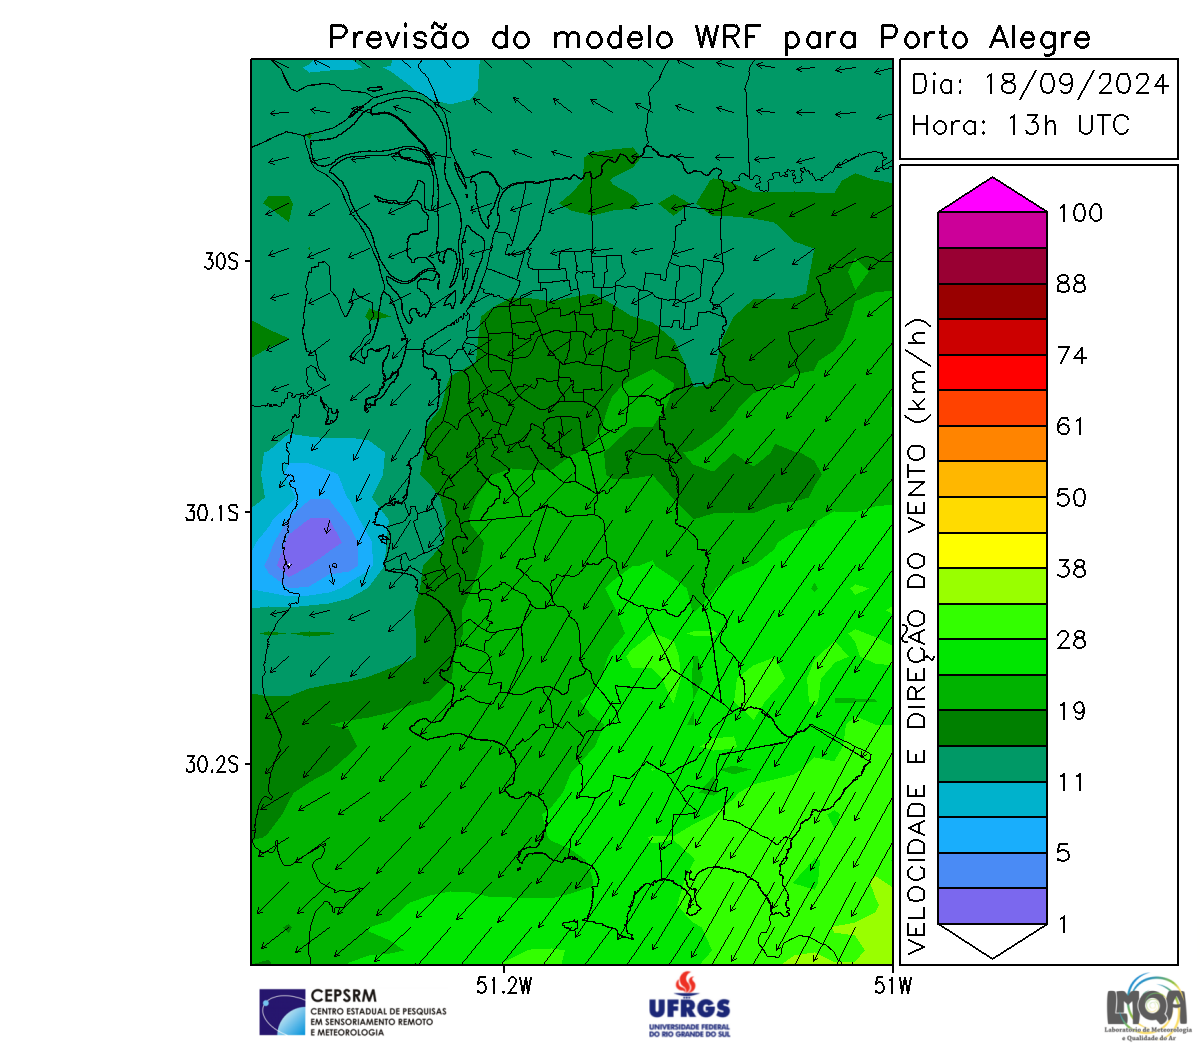 Previsão do modelo WRF para Porto Alegre
Dia: 18/09/2024
Hora: 13h UTC
30S
30.1S
30.2S
51.2W
51W
VELOCIDADE E DIREÇÃO DO VENTO (km/h)
100
88
74
61
50
38
28
19
11
5
1
CEPSRM
CENTRO ESTADUAL DE PESQUISAS
EM SENSORIAMENTO REMOTO
E METEOROLOGIA
UFRGS
UNIVERSIDADE FEDERAL
DO RIO GRANDE DO SUL
LMQA
Laboratório de Meteorologia
e Qualidade do Ar